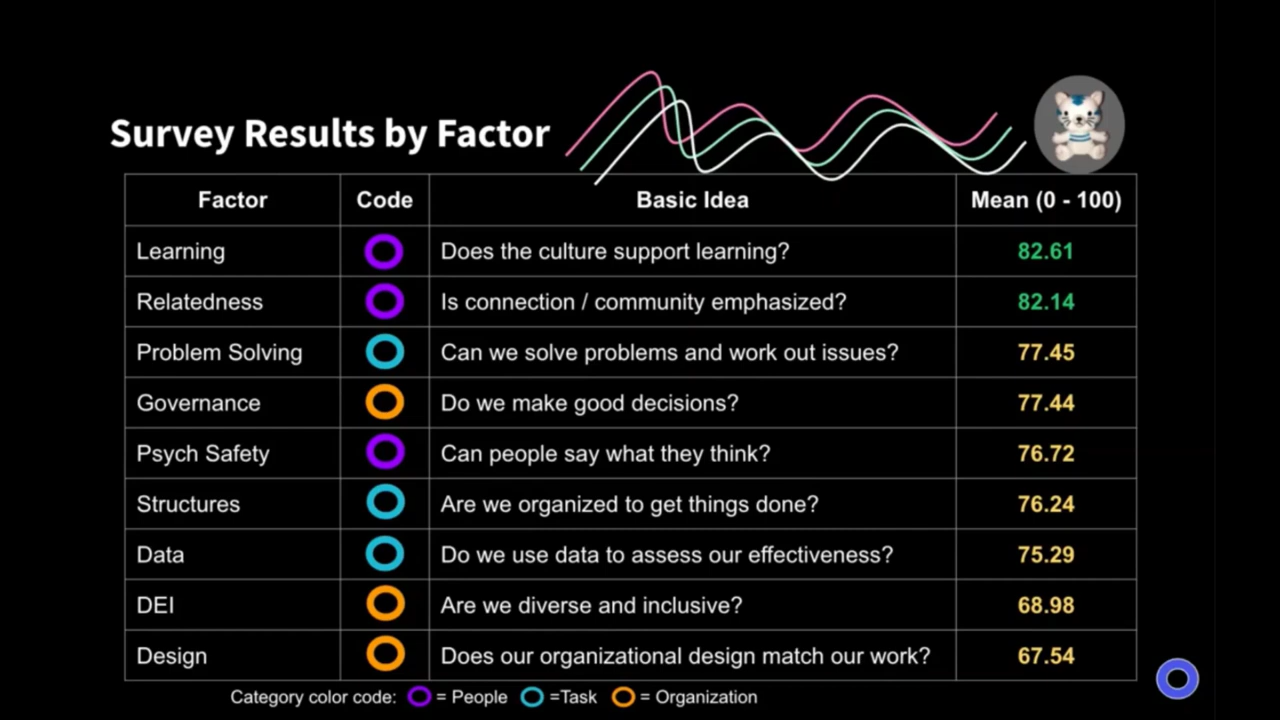 Survey Results by Factor
Factor Code Basic Idea Mean (0 - 100)
Learning Does the culture support learning? 82.61
Relatedness Is connection / community emphasized? 82.14
Problem Solving Can we solve problems and work out issues? 77.45
Governance Do we make good decisions? 77.44
Psych Safety Can people say what they think? 76.72
Structures Are we organized to get things done? 76.24
Data Do we use data to assess our effectiveness? 75.29
DEI Are we diverse and inclusive? 68.98
Design Does our organizational design match our work? 67.54
Category color code: = People =Task = Organization